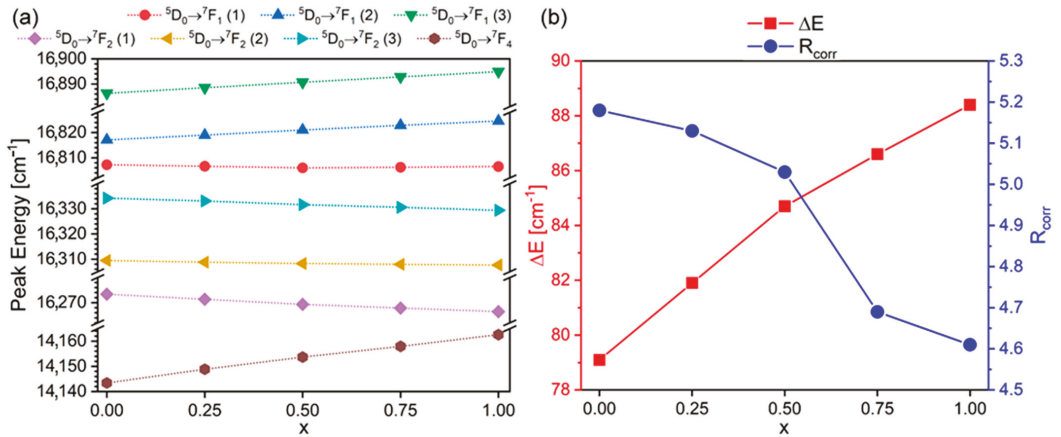 (a)
⁵D₀→⁷F₁ (1) ⁵D₀→⁷F₁ (2) ⁵D₀→⁷F₁ (3)
⁵D₀→⁷F₂ (1) ⁵D₀→⁷F₂ (2) ⁵D₀→⁷F₂ (3) ⁵D₀→⁷F₄
Peak Energy [cm⁻¹]
16,900
16,890
16,820
16,810
16,330
16,320
16,310
16,270
14,160
14,150
14,140
0.00 0.25 0.50 0.75 1.00
x
(b)
ΔE
R_corr
ΔE [cm⁻¹]
90
88
86
84
82
80
78
5.3
5.2
5.1
5.0
4.9
4.8
4.7
4.6
4.5
R_corr
0.00 0.25 0.50 0.75 1.00
x